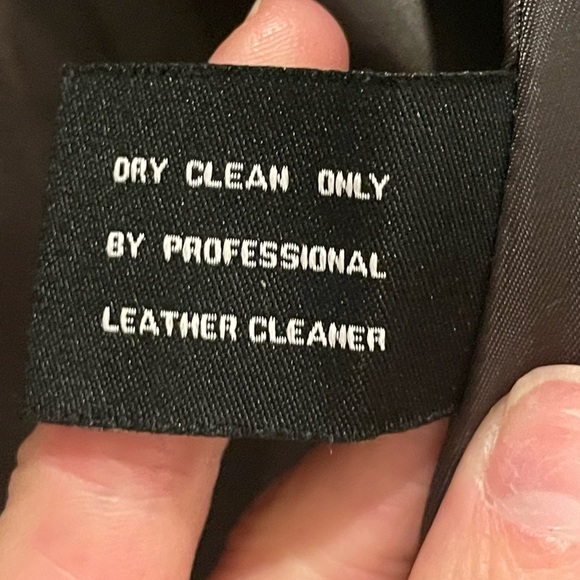 DRY CLEAN ONLY
BY PROFESSIONAL
LEATHER CLEANER